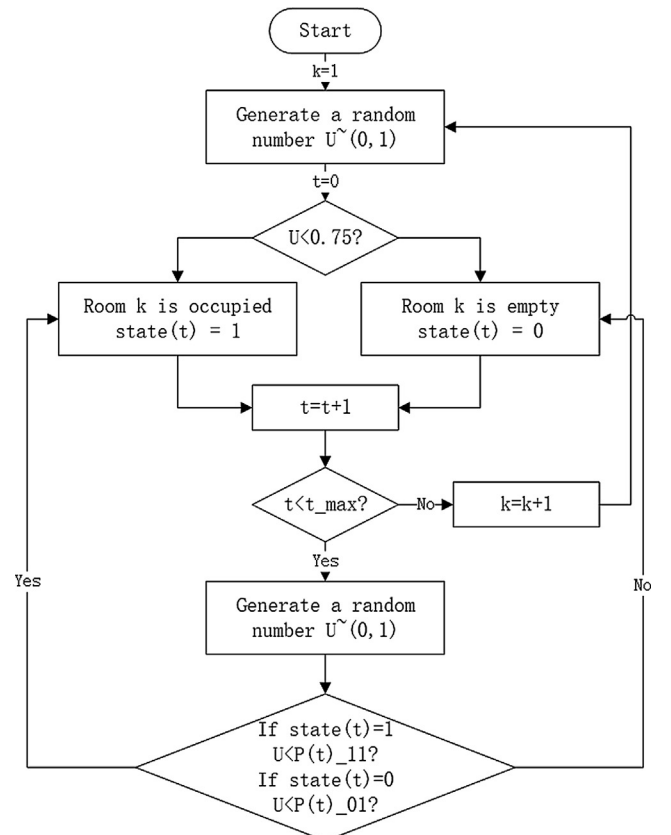 Start
k=1
Generate a random
number U~(0,1)
t=0
U<0.75?
Room k is occupied
state(t) = 1
Room k is empty
state(t) = 0
t=t+1
t<t_max?
No
k=k+1
Yes
Yes
No
Generate a random
number U~(0,1)
If state(t)=1
U<P(t)_11?
If state(t)=0
U<P(t)_01?